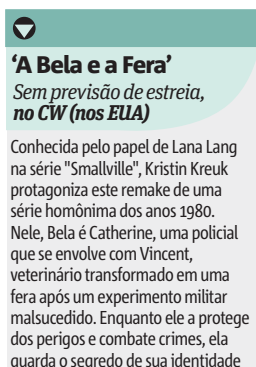 'A Bela e a Fera'
Sem previsão de estreia,
no CW (nos EUA)
Conhecida pelo papel de Lana Lang
na série "Smallville", Kristin Kreuk
protagoniza este remake de uma
série homônima dos anos 1980.
Nele, Bela é Catherine, uma policial
que se envolve com Vincent,
veterinário transformado em uma
fera após um experimento militar
malsucedido. Enquanto ele a protege
dos perigos e combate crimes, ela
guarda o segredo de sua identidade